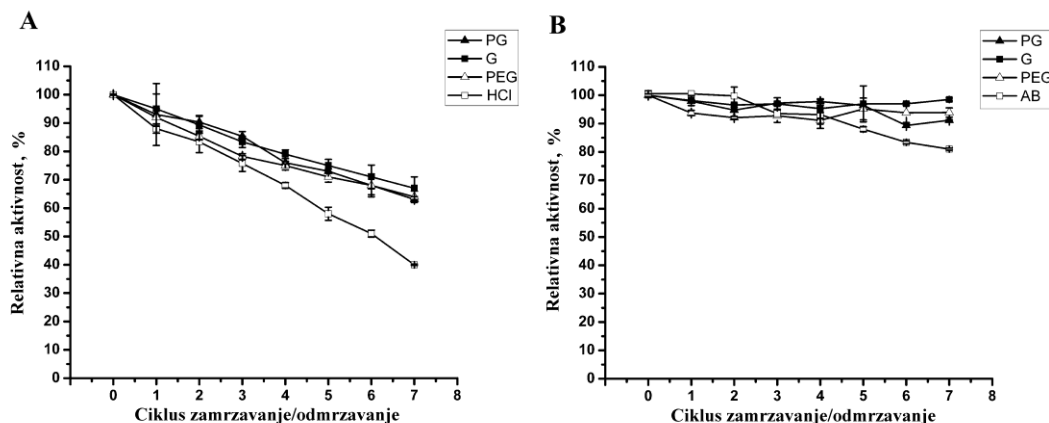 A
PG
G
PEG
HCl
110
100
90
80
70
60
50
40
30
20
10
0
Relativna aktivnost, %
0 1 2 3 4 5 6 7 8
Ciklus zamrzavanje/odmrzavanje
B
PG
G
PEG
AB
110
100
90
80
70
60
50
40
30
20
10
0
Relativna aktivnost, %
0 1 2 3 4 5 6 7 8
Ciklus zamrzavanje/odmrzavanje